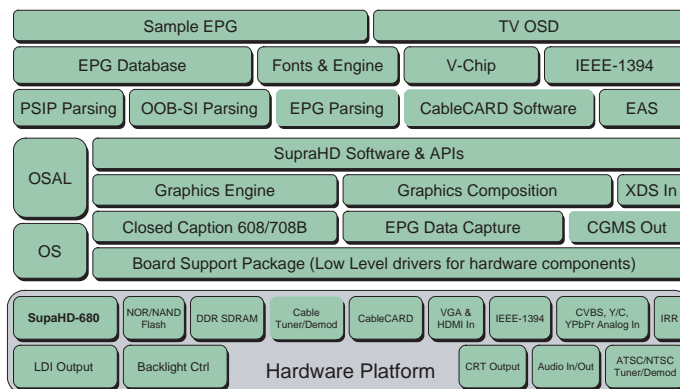 Sample EPG
TV OSD
EPG Database
Fonts & Engine
V-Chip
IEEE-1394
PSIP Parsing
OOB-SI Parsing
EPG Parsing
CableCARD Software
EAS
OSAL
SupraHD Software & APIs
Graphics Engine
Graphics Composition
XDS In
OS
Closed Caption 608/708B
EPG Data Capture
CGMS Out
Board Support Package (Low Level drivers for hardware components)
SupaHD-680
NOR/NAND
Flash
DDR SDRAM
Cable
Tuner/Demod
CableCARD
VGA &
HDMI In
IEEE-1394
CVBS, Y/C,
YPbPr Analog In
IRR
LDI Output
Backlight Ctrl
Hardware Platform
CRT Output
Audio In/Out
ATSC/NTSC
Tuner/Demod